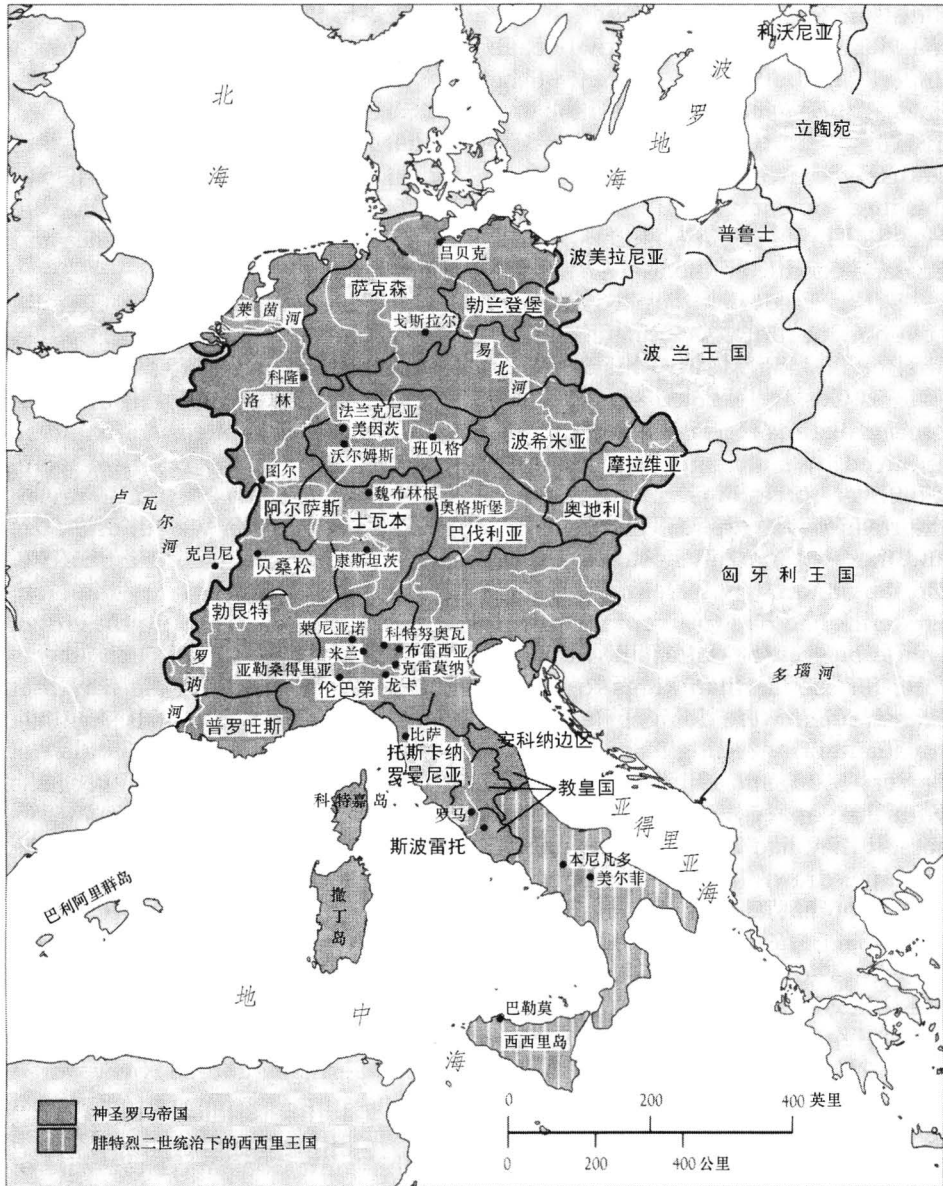 利沃尼亚
波罗地海
北海
立陶宛
普鲁士
吕贝克
波美拉尼亚
萨克森
勃兰登堡
莱茵河
戈斯拉尔
易北河
波兰王国
科隆
洛林
法兰克尼亚
美因茨
沃尔姆斯
班贝格
波希米亚
摩拉维亚
图尔
阿尔萨斯
魏布林根
士瓦本
奥格斯堡
巴伐利亚
奥地利
卢瓦尔河
克吕尼
贝桑松
康斯坦茨
匈牙利王国
勃艮特
莱尼亚诺
科特努奥瓦
米兰
布雷西亚
亚勒桑得里亚
克雷莫纳
伦巴第
龙卡
罗讷河
多瑙河
普罗旺斯
比萨
安科纳边区
托斯卡纳
罗曼尼亚
教皇国
科特嘉岛
罗马
斯波雷托
亚得里亚海
本尼凡多
美尔菲
巴利阿里群岛
撒丁岛
地中海
巴勒莫
西西里岛
神圣罗马帝国
腓特烈二世统治下的西西里王国
0 200 400 英里
0 200 400 公里